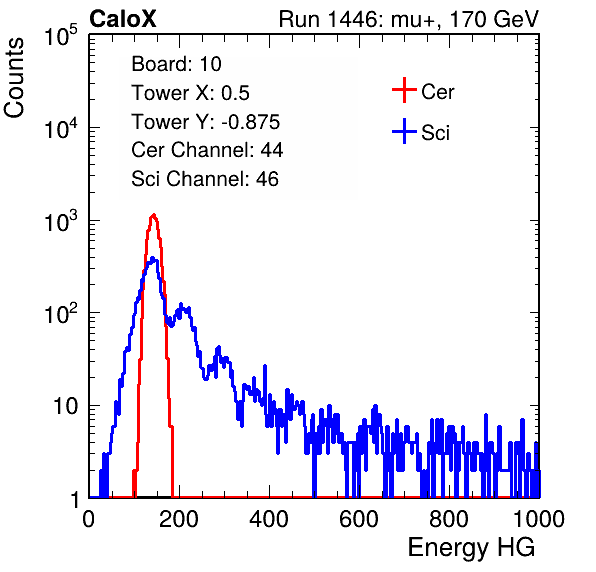 CaloX Run 1446: mu+, 170 GeV
Counts
Board: 10
Tower X: 0.5
Tower Y: -0.875
Cer Channel: 44
Sci Channel: 46
Cer
Sci
10^5
10^4
10^3
10^2
10
1
0 200 400 600 800 1000
Energy HG